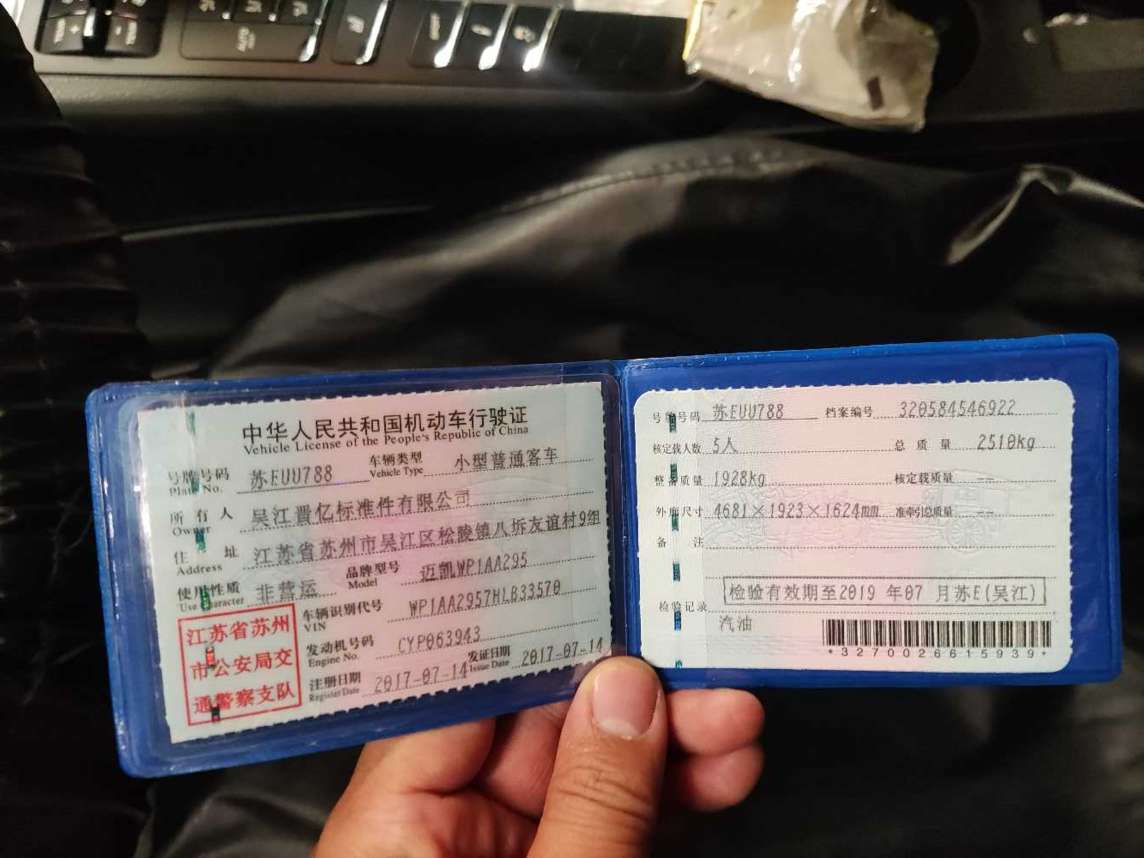 中华人民共和国机动车行驶证
Vehicle License of the People's Republic of China
号牌号码 苏EUU788 车辆类型 小型普通客车
Plate No. Vehicle Type
所有人 吴江晋亿标准件有限公司
Owner
住址 江苏省苏州市吴江区松陵镇八坼友谊村9组
Address
使用性质 非营运 品牌型号 迈凯WP1AA295
Use Character Model
江苏省苏州
市公安局交
通警察支队
车辆识别代号 WP1AA2957HLB33570
VIN
发动机号码 CYP063943
Engine No.
注册日期 2017-07-14 发证日期 2017-07-14
Register Date Issue Date
号牌号码 苏EUU788 档案编号 320584546922
核定载人数 5人 总质量 2510kg
整备质量 1928kg 核定载质量 --
外廓尺寸 4681×1923×1624mm 准牵引总质量 --
备注
检验有效期至2019年07月苏E(吴江)
检验记录
汽油
*3270026615939*